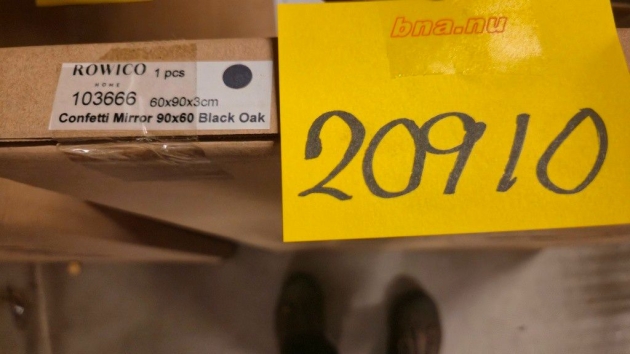 ROWICO 1 pcs
HOME
103666 60x90x3cm
Confetti Mirror 90x60 Black Oak
bna.nu
20910